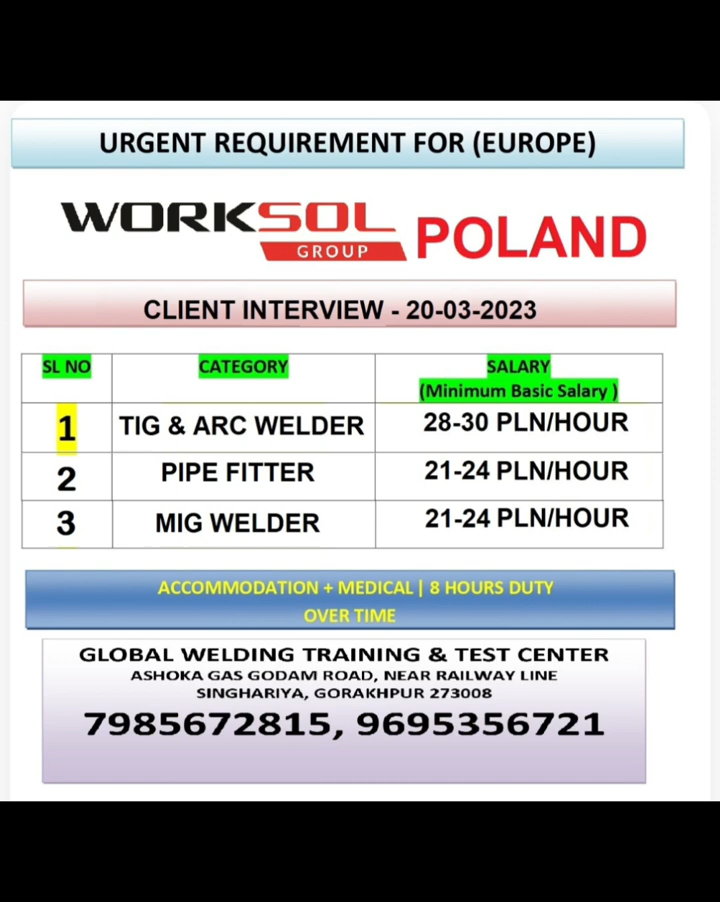 URGENT REQUIREMENT FOR (EUROPE)
WORKSOL
GROUP
POLAND
CLIENT INTERVIEW - 20-03-2023
SL NO CATEGORY SALARY
(Minimum Basic Salary )
1 TIG & ARC WELDER 28-30 PLN/HOUR
2 PIPE FITTER 21-24 PLN/HOUR
3 MIG WELDER 21-24 PLN/HOUR
ACCOMMODATION + MEDICAL | 8 HOURS DUTY
OVER TIME
GLOBAL WELDING TRAINING & TEST CENTER
ASHOKA GAS GODAM ROAD, NEAR RAILWAY LINE
SINGHARIYA, GORAKHPUR 273008
7985672815, 9695356721